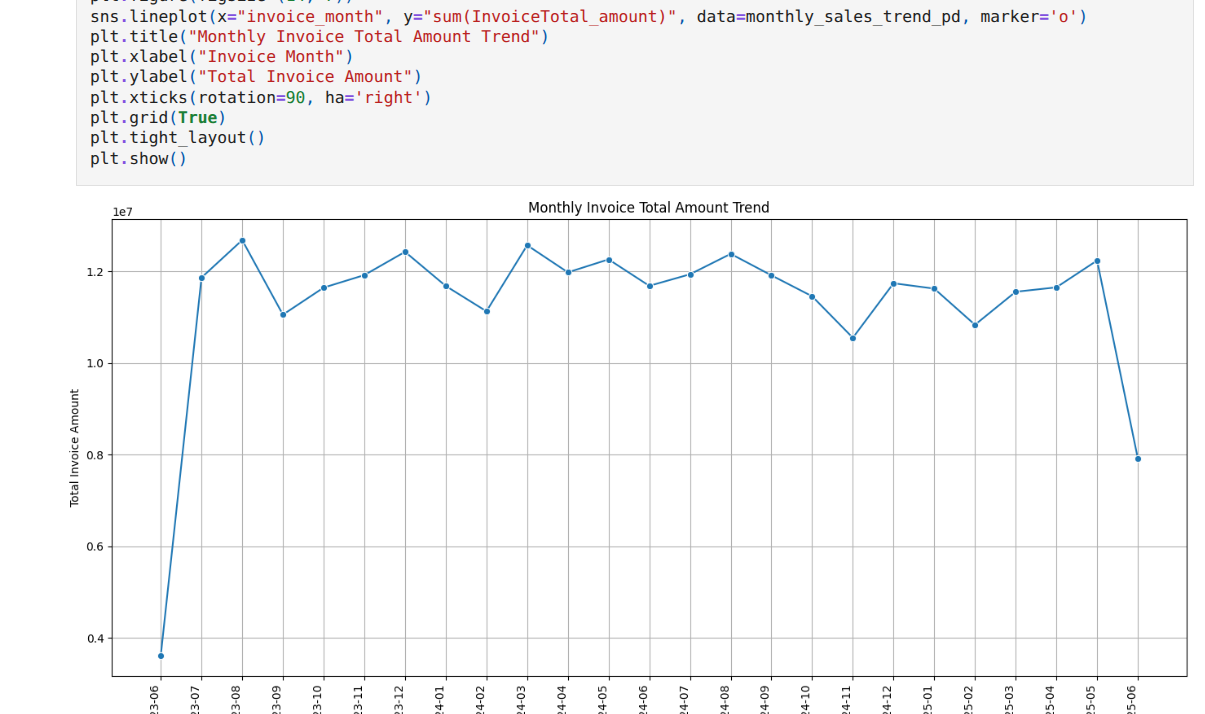 sns.lineplot(x="invoice_month", y="sum(InvoiceTotal_amount)", data=monthly_sales_trend_pd, marker='o')
plt.title("Monthly Invoice Total Amount Trend")
plt.xlabel("Invoice Month")
plt.ylabel("Total Invoice Amount")
plt.xticks(rotation=90, ha='right')
plt.grid(True)
plt.tight_layout()
plt.show()
Monthly Invoice Total Amount Trend
1e7
1.2
1.0
0.8
0.6
0.4
Total Invoice Amount
23-06
23-07
23-08
23-09
23-10
23-11
23-12
24-01
24-02
24-03
24-04
24-05
24-06
24-07
24-08
24-09
24-10
24-11
24-12
25-01
25-02
25-03
25-04
25-05
25-06